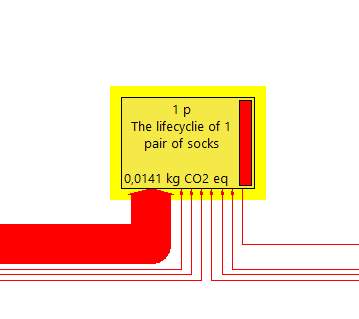 1 p
The lifecyclie of 1
pair of socks
0,0141 kg CO2 eq